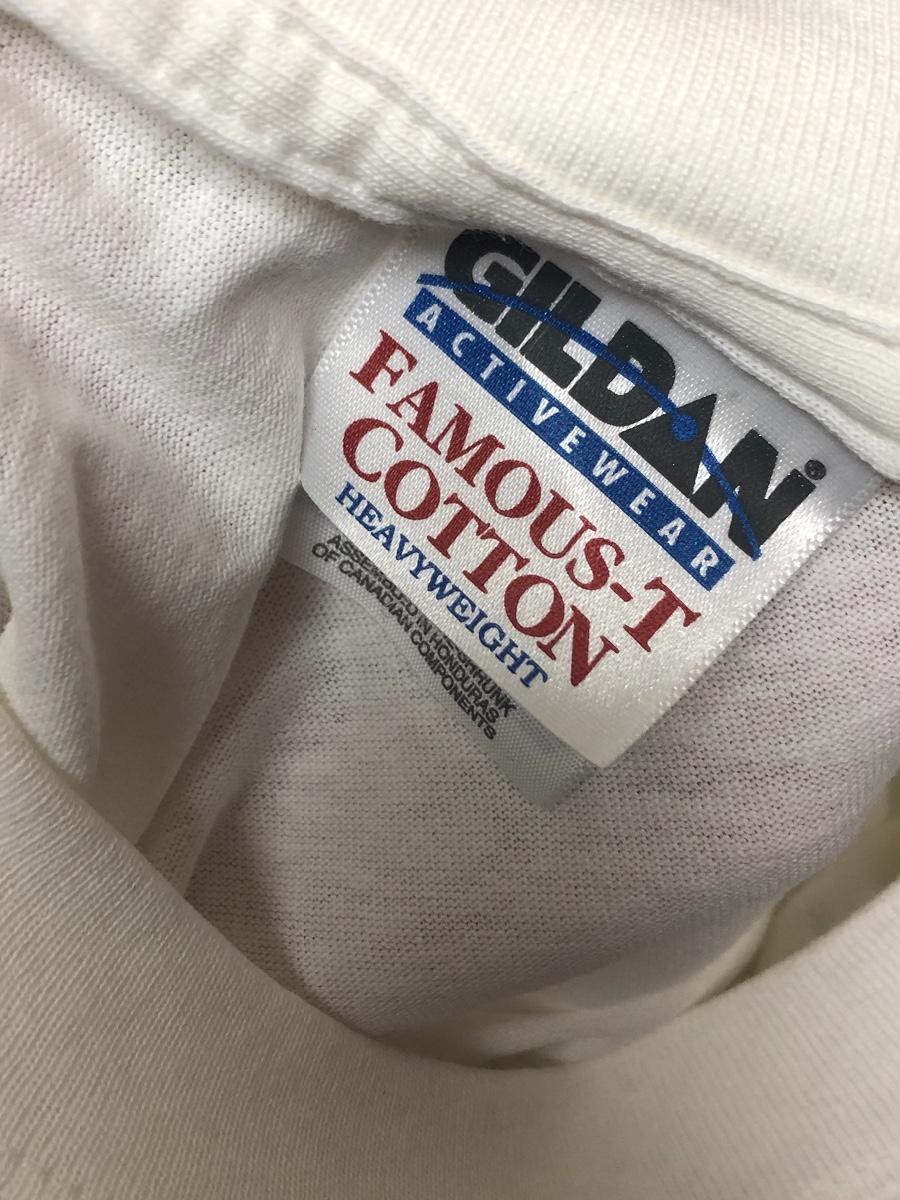 GILDAN®
ACTIVEWEAR
FAMOUS-T
COTTON
HEAVYWEIGHT
ASSEMBLED IN HONDURAS
OF CANADIAN COMPONENTS